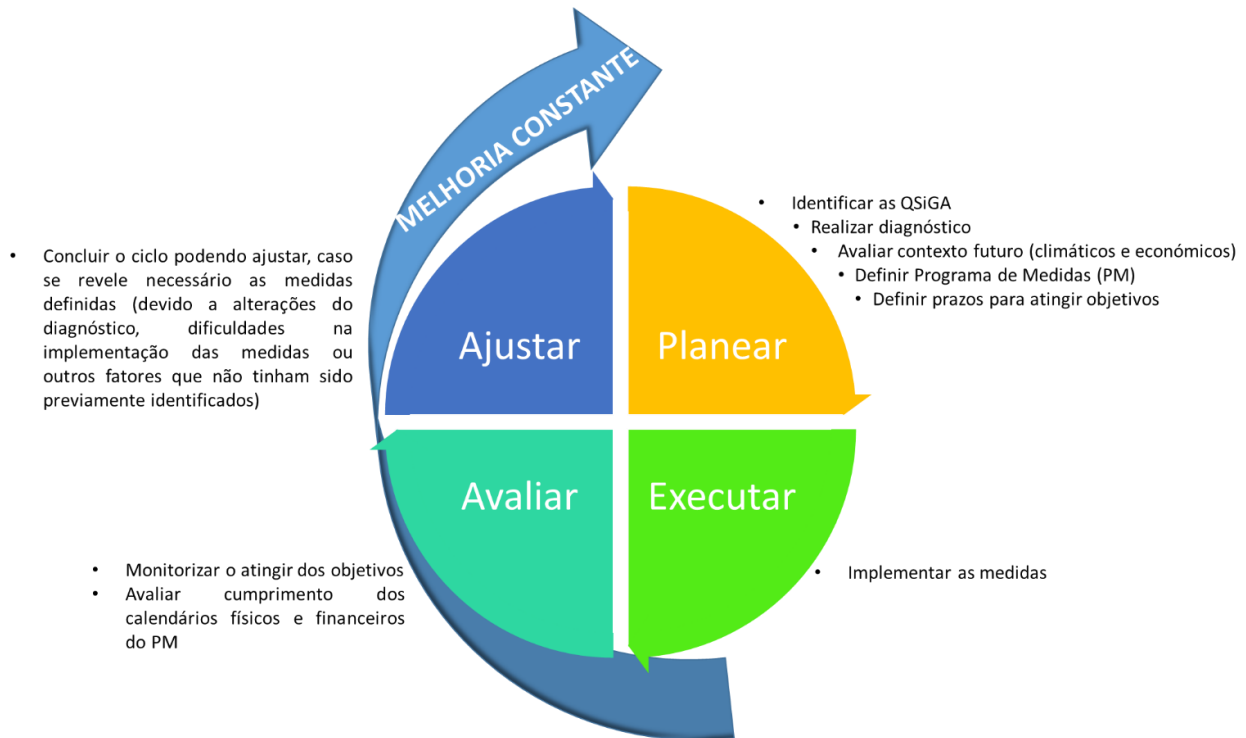 MELHORIA CONSTANTE
• Identificar as QSiGA
• Realizar diagnóstico
• Avaliar contexto futuro (climáticos e económicos)
• Definir Programa de Medidas (PM)
• Definir prazos para atingir objetivos
• Concluir o ciclo podendo ajustar, caso
se revele necessário as medidas
definidas (devido a alterações do
diagnóstico, dificuldades na
implementação das medidas ou
outros fatores que não tinham sido
previamente identificados)
Ajustar
Planear
Avaliar
Executar
• Monitorizar o atingir dos objetivos
• Avaliar cumprimento dos
calendários físicos e financeiros
do PM
• Implementar as medidas